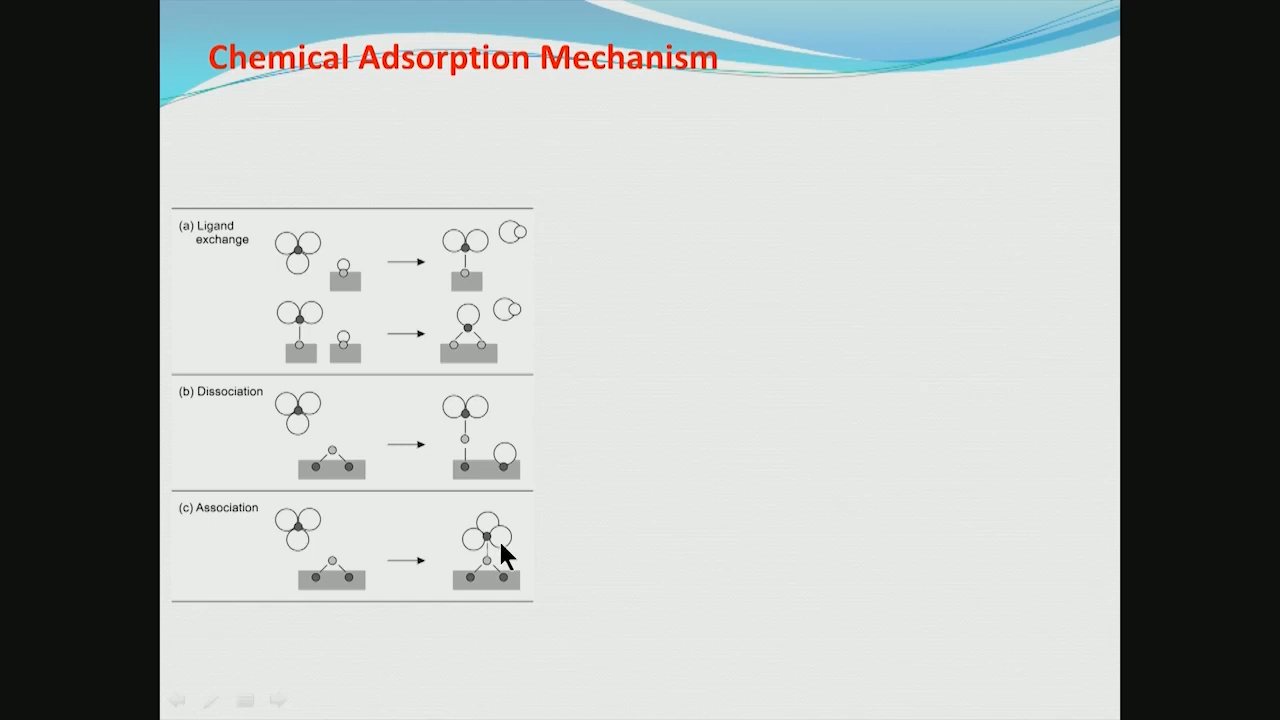 Chemical Adsorption Mechanism
(a) Ligand
exchange
(b) Dissociation
(c) Association